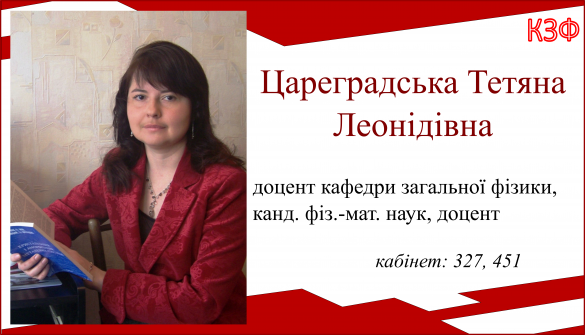 КЗФ
Цареградська Тетяна
Леонідівна
доцент кафедри загальної фізики,
канд. фіз.-мат. наук, доцент
кабінет: 327, 451